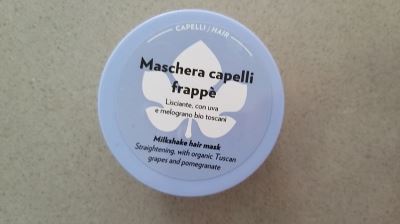 CAPELLI / HAIR
Maschera capelli
frappè
Lisciante, con uva
e melograno bio toscani
Milkshake hair mask
Straightening, with organic Tuscan
grapes and pomegranate